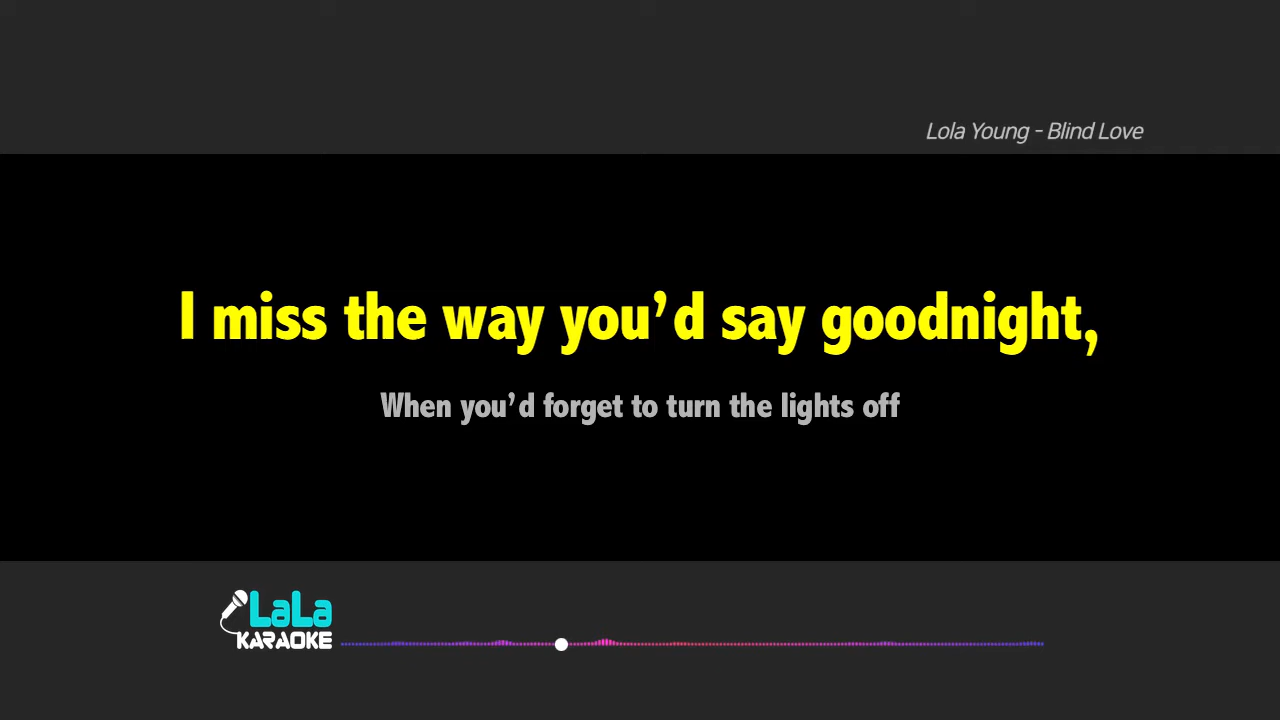 Lola Young - Blind Love
I miss the way you’d say goodnight,
When you’d forget to turn the lights off
LaLa
KARAOKE